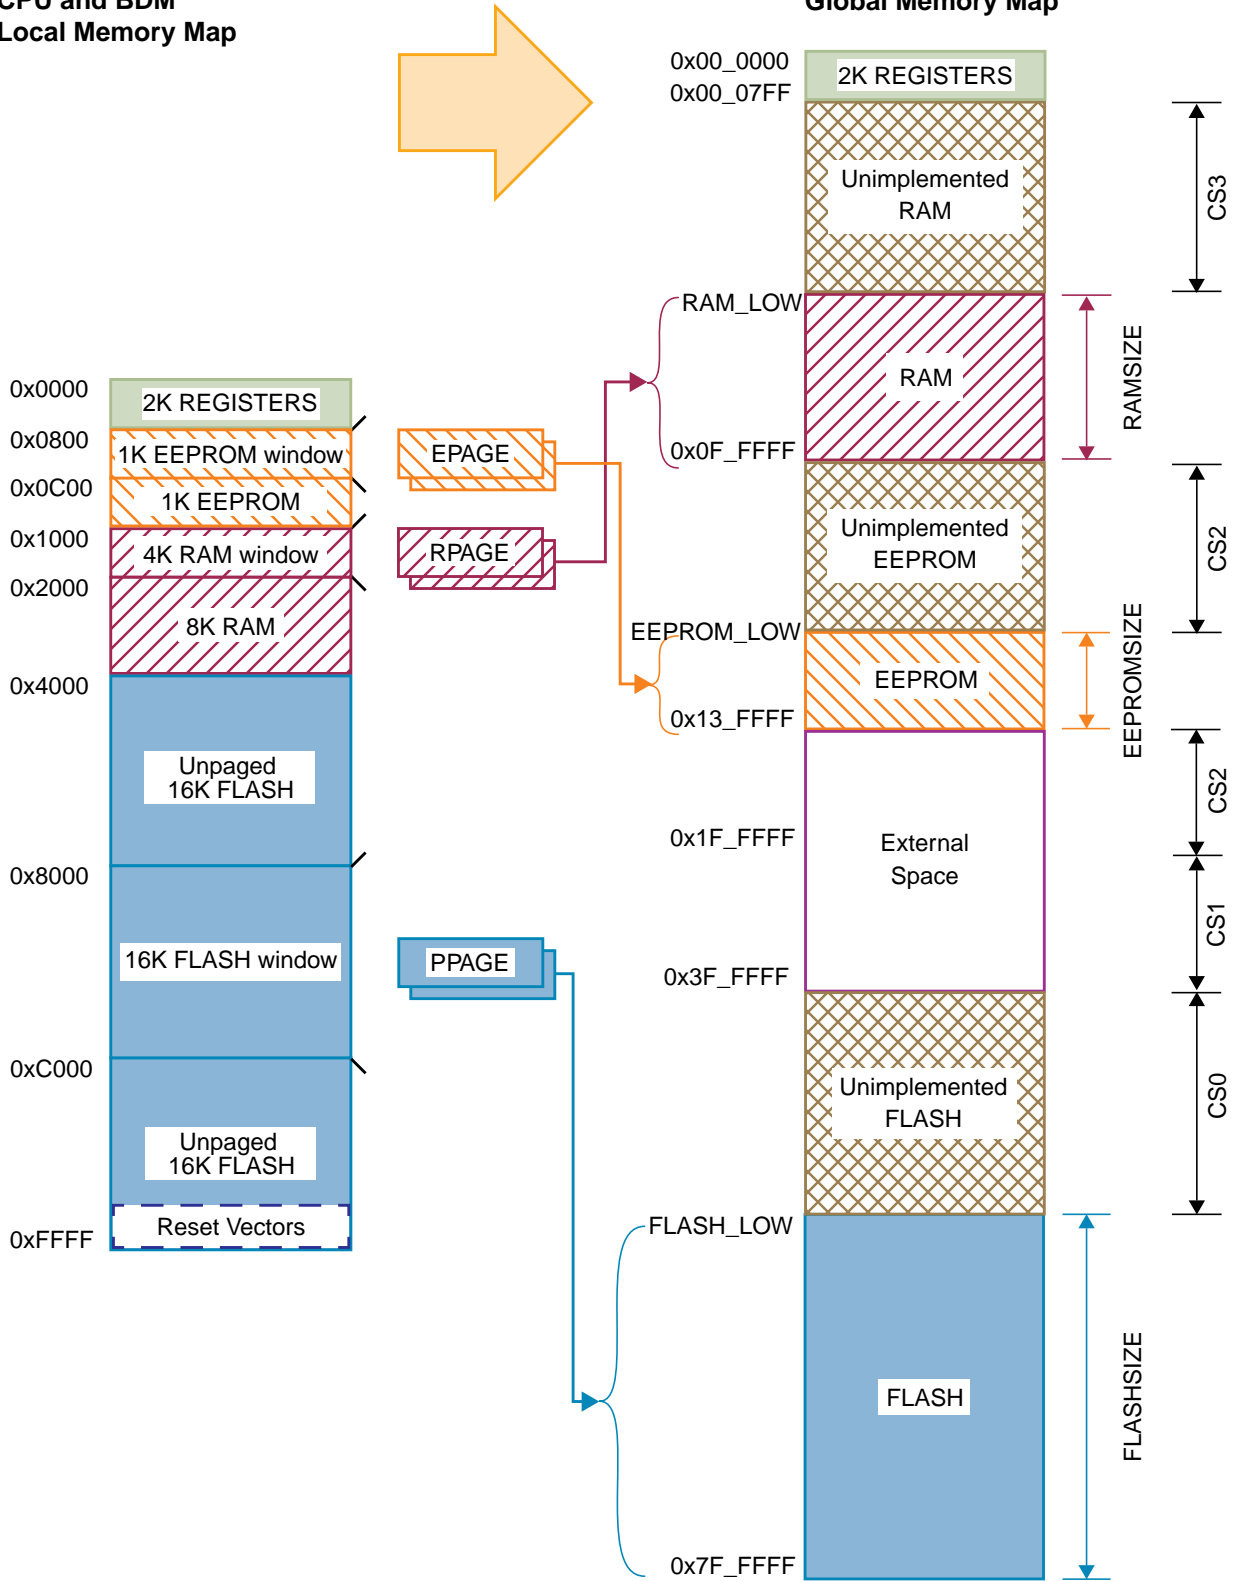 CPU and BDM
Local Memory Map
Global Memory Map
0x00_0000
0x00_07FF
2K REGISTERS
Unimplemented
RAM
CS3
RAM_LOW
RAM
0x0F_FFFF
RAMSIZE
Unimplemented
EEPROM
CS2
EEPROM_LOW
EEPROM
0x13_FFFF
EEPROMSIZE
CS2
0x1F_FFFF
External
Space
CS1
0x3F_FFFF
Unimplemented
FLASH
CS0
FLASH_LOW
FLASH
FLASHSIZE
0x7F_FFFF
0x0000
2K REGISTERS
0x0800
1K EEPROM window
EPAGE
0x0C00
1K EEPROM
0x1000
4K RAM window
RPAGE
0x2000
8K RAM
0x4000
Unpaged
16K FLASH
0x8000
16K FLASH window
PPAGE
0xC000
Unpaged
16K FLASH
Reset Vectors
0xFFFF